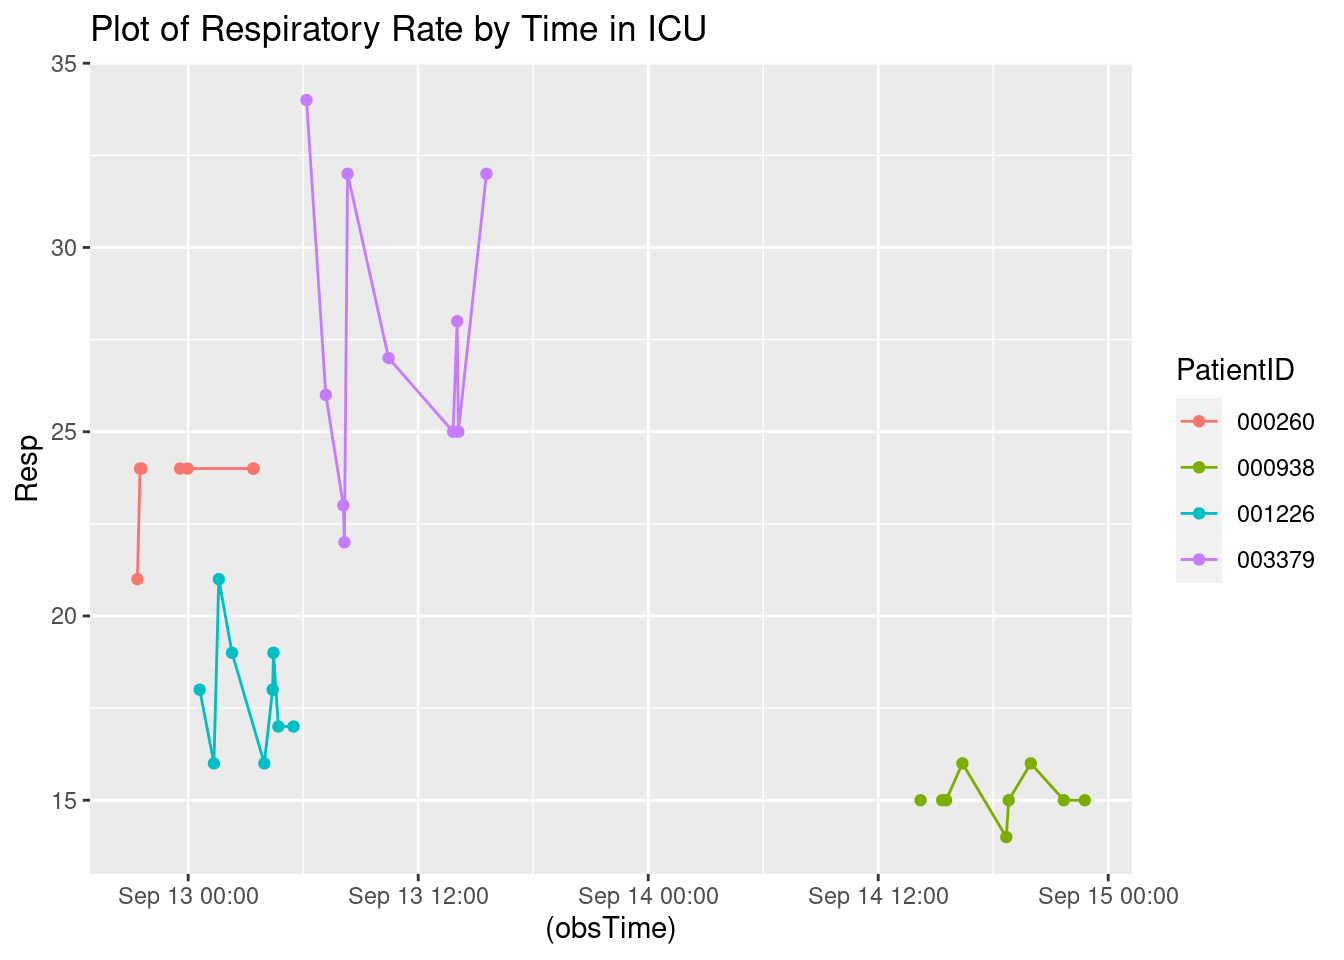 Plot of Respiratory Rate by Time in ICU
35
30
25
20
15
Resp
Sep 13 00:00
Sep 13 12:00
Sep 14 00:00
Sep 14 12:00
Sep 15 00:00
(obsTime)
PatientID
000260
000938
001226
003379